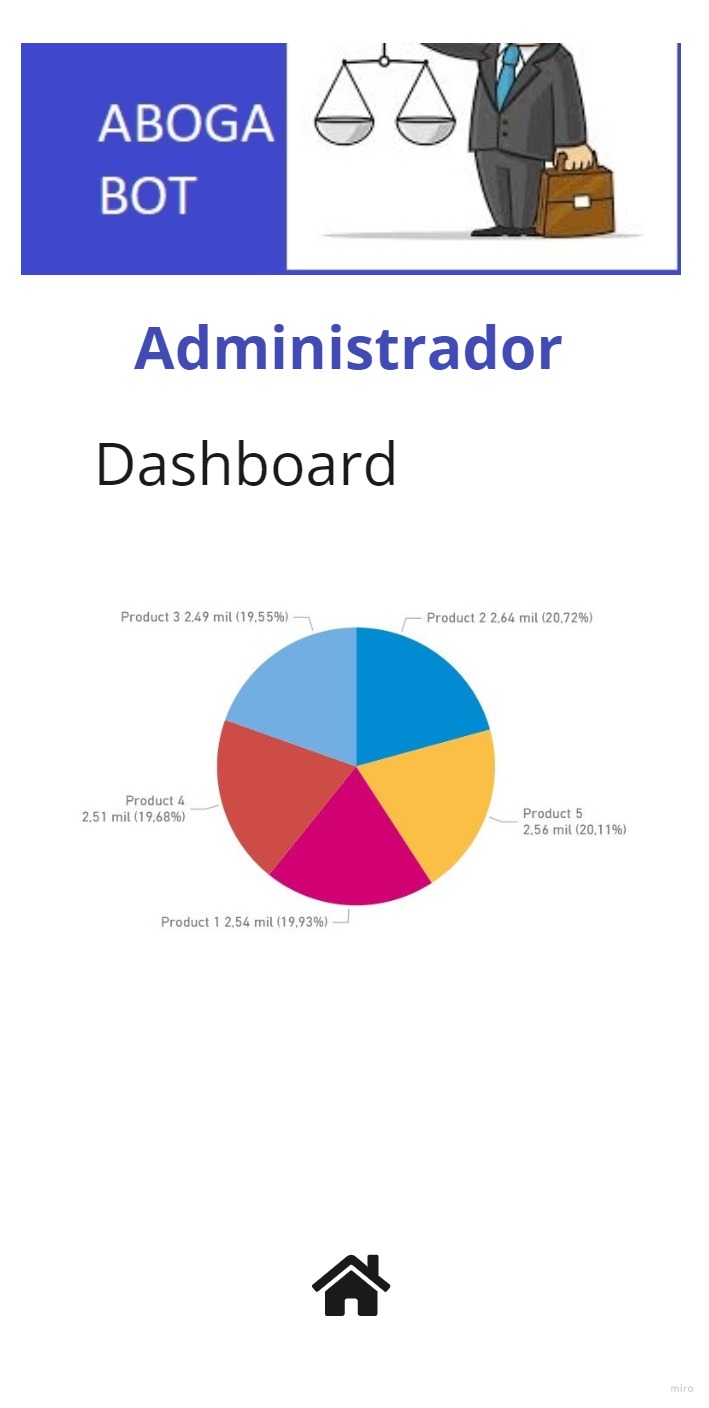 ABOGA
BOT
Administrador
Dashboard
Product 3 2,49 mil (19,55%)
Product 2 2,64 mil (20,72%)
Product 4
2,51 mil (19,68%)
Product 5
2,56 mil (20,11%)
Product 1 2,54 mil (19,93%)
miro